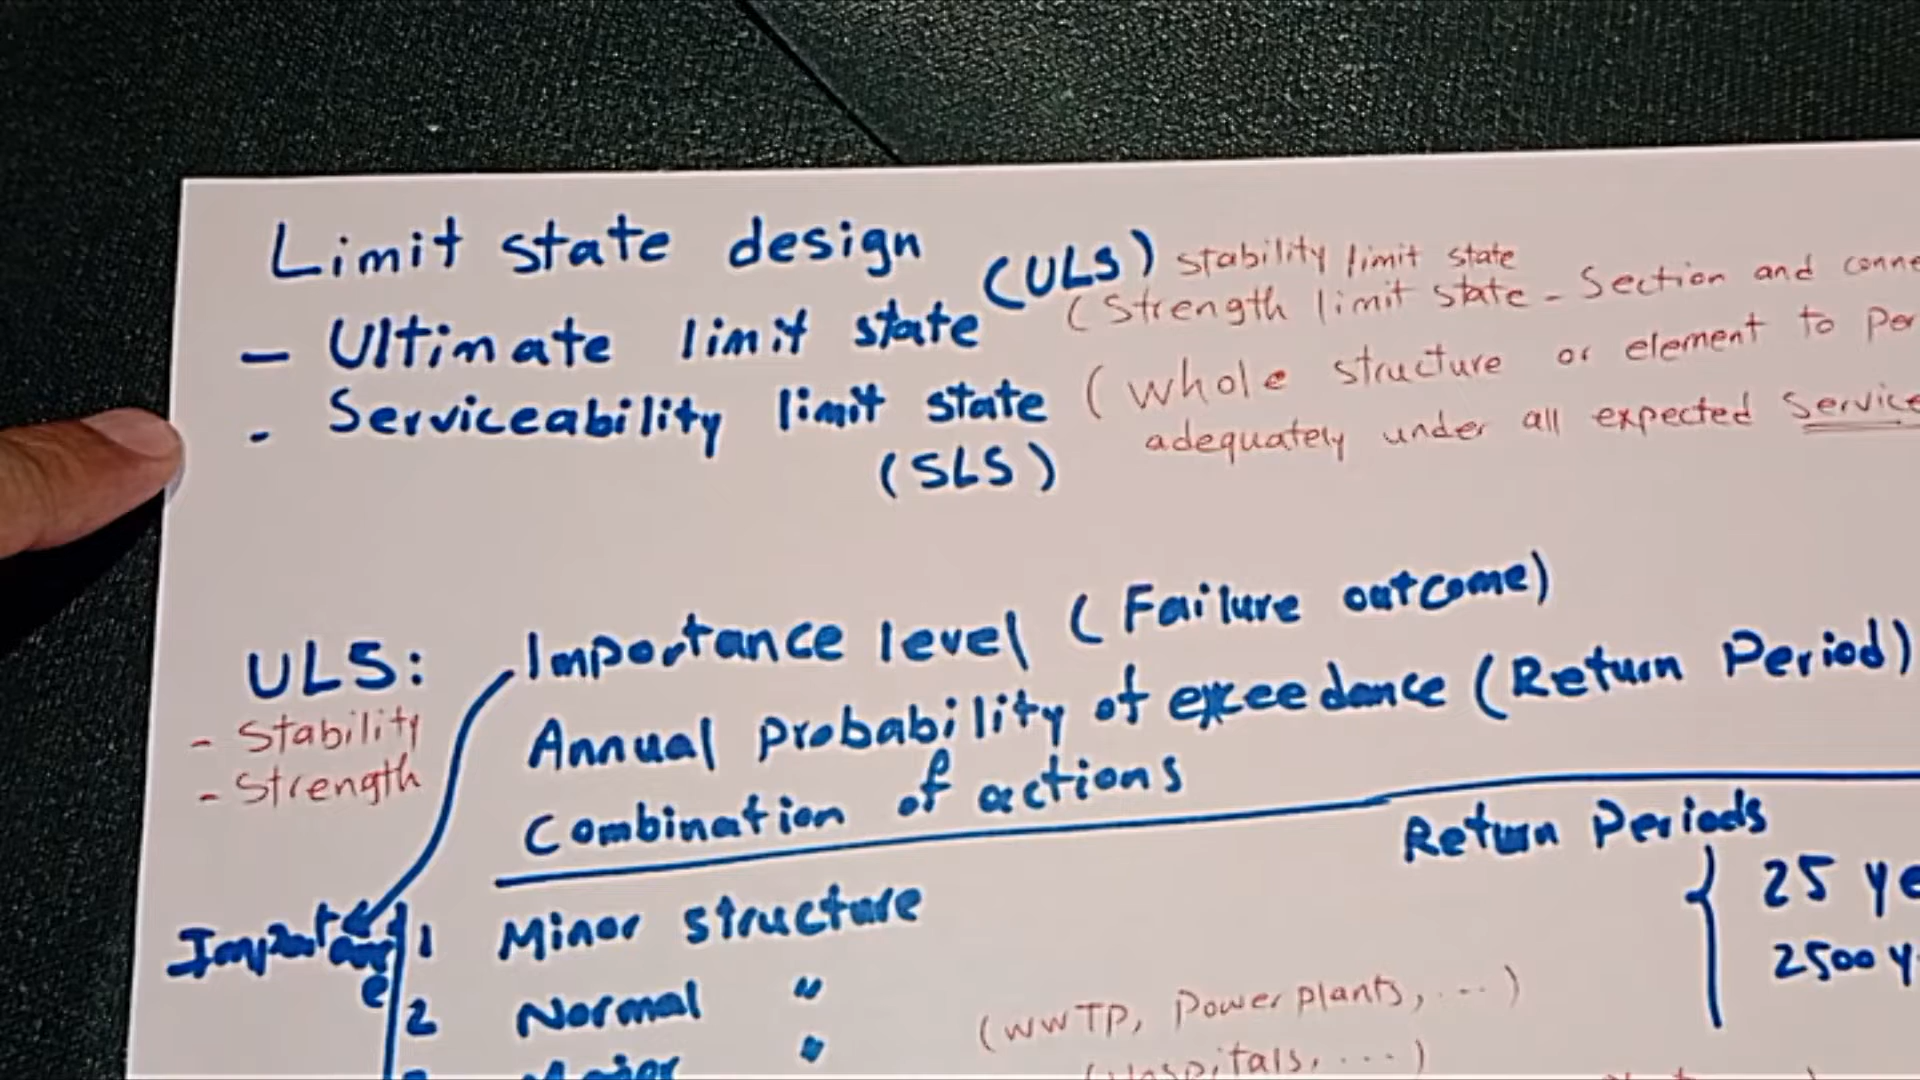 Limit state design
- Ultimate limit state (ULS) stability limit state
(Strength limit state - Section and
- Serviceability limit state (whole structure or element to
(SLS) adequately under all expected Service
ULS: Importance level (Failure outcome)
- Stability Annual probability of exceedance (Return Period)
- Strength Combination of actions
Return Periods
1 Minor structure { 25
2 Normal " 2500
(WWTP, Power plants, ...)
"